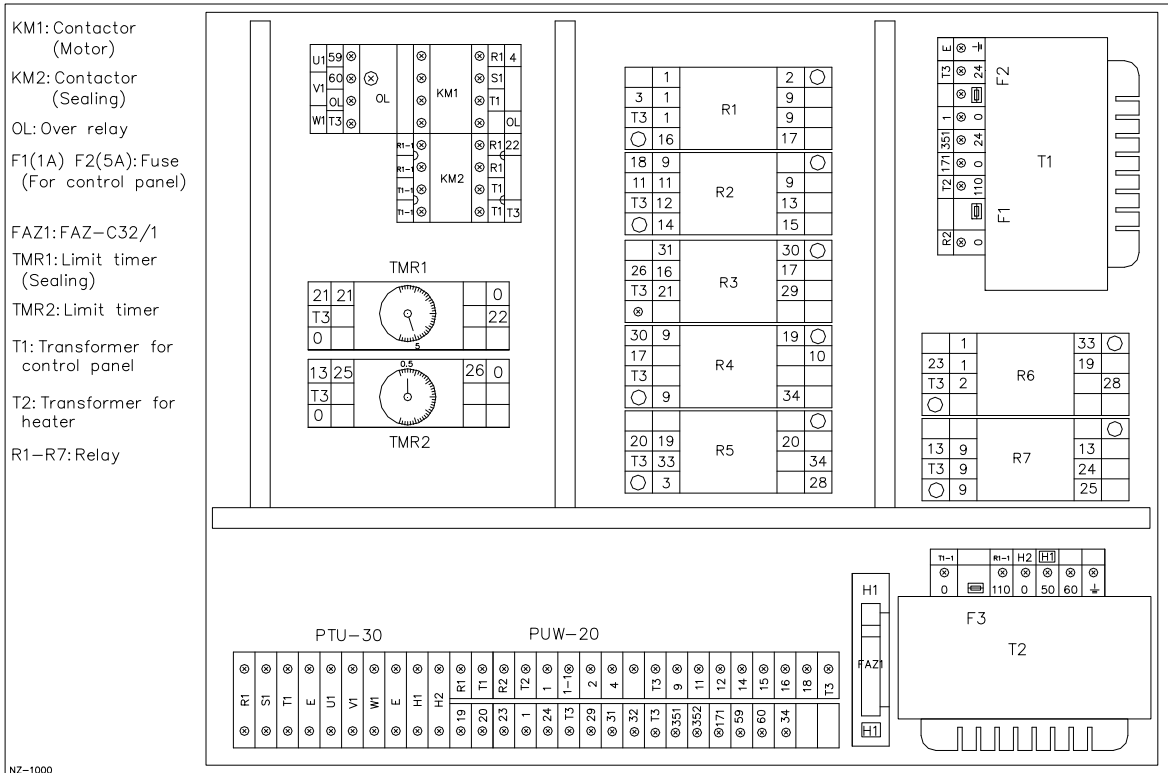 KM1: Contactor
(Motor)
KM2: Contactor
(Sealing)
OL: Over relay
F1(1A) F2(5A): Fuse
(For control panel)
FAZ1: FAZ-C32/1
TMR1: Limit timer
(Sealing)
TMR2: Limit timer
T1: Transformer for
control panel
T2: Transformer for
heater
R1-R7: Relay
U1 59 R1 4
V1 60 OL KM1 S1
OL T1
W1 T3 OL
R1-1 R1 22
R1-1 KM2 R1
T1-1 T1
T1-1 T1 T3
TMR1
21 21 0
T3 22
0 5
0.5
13 25 26 0
T3
0
TMR2
1 R1 2
3 1 9
T3 1 9
16 17
18 9 R2
11 11 9
T3 12 13
14 15
31 R3 30
26 16 17
T3 21 29
30 9 R4 19
17 10
T3
9 34
R5
20 19 20
T3 33 34
3 28
E
T3 24 F2
1 0
351 24
171 0 T1
T2 110
F1
R2 0
1 R6 33
23 1 19
T3 2 28
R7
13 9 13
T3 9 24
9 25
T1-1 R1-1 H2 H1
0 110 0 50 60
F3
T2
H1
FAZ1
H1
PTU-30 PUW-20
R1 S1 T1 E U1 V1 W1 E H1 H2 R1 T1 R2 T2 1 1-1 2 4 T3 9 11 12 14 15 16 18 T3
19 20 23 1 24 T3 29 31 32 T3 351 352 171 59 60 34
NZ-1000